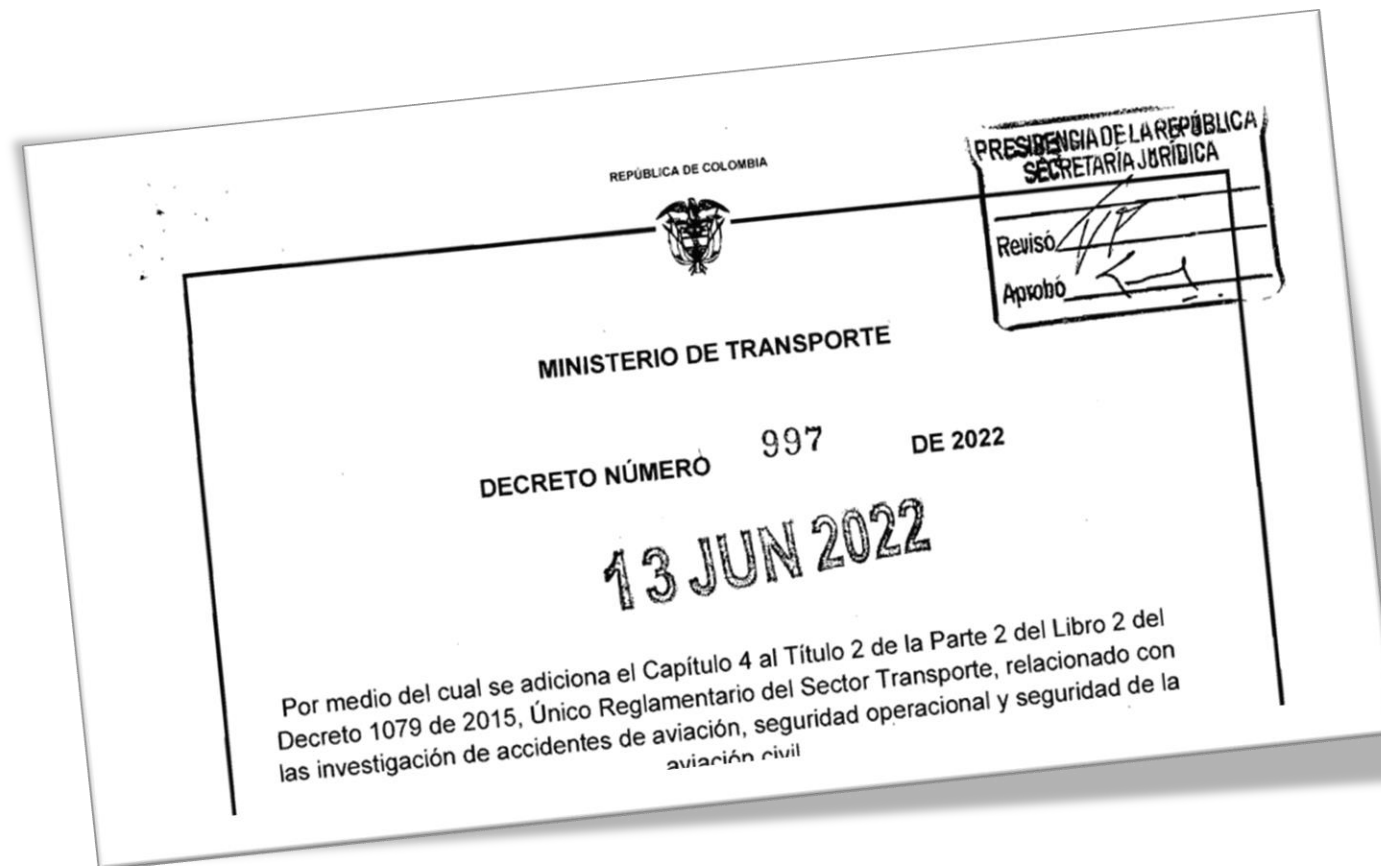 REPÚBLICA DE COLOMBIA
PRESIDENCIA DE LA REPÚBLICA
SECRETARÍA JURÍDICA
Revisó
Aprobó
MINISTERIO DE TRANSPORTE
DECRETO NÚMERO 997 DE 2022
13 JUN 2022
Por medio del cual se adiciona el Capítulo 4 al Título 2 de la Parte 2 del Libro 2 del
Decreto 1079 de 2015, Único Reglamentario del Sector Transporte, relacionado con
las investigación de accidentes de aviación, seguridad operacional y seguridad de la
aviación civil